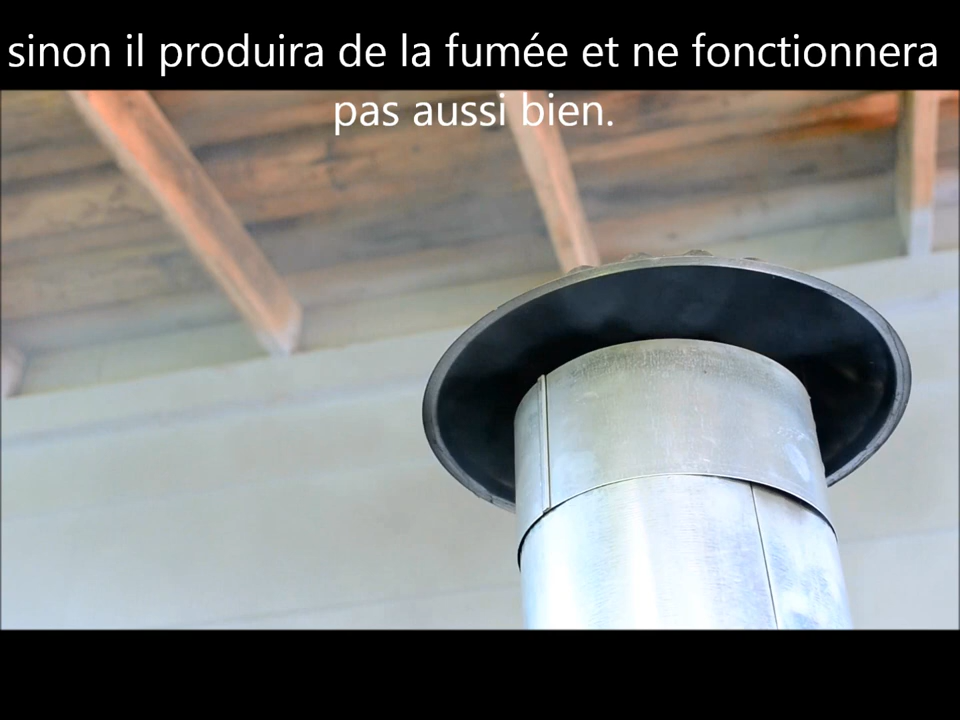 sinon il produira de la fumée et ne fonctionnera
pas aussi bien.